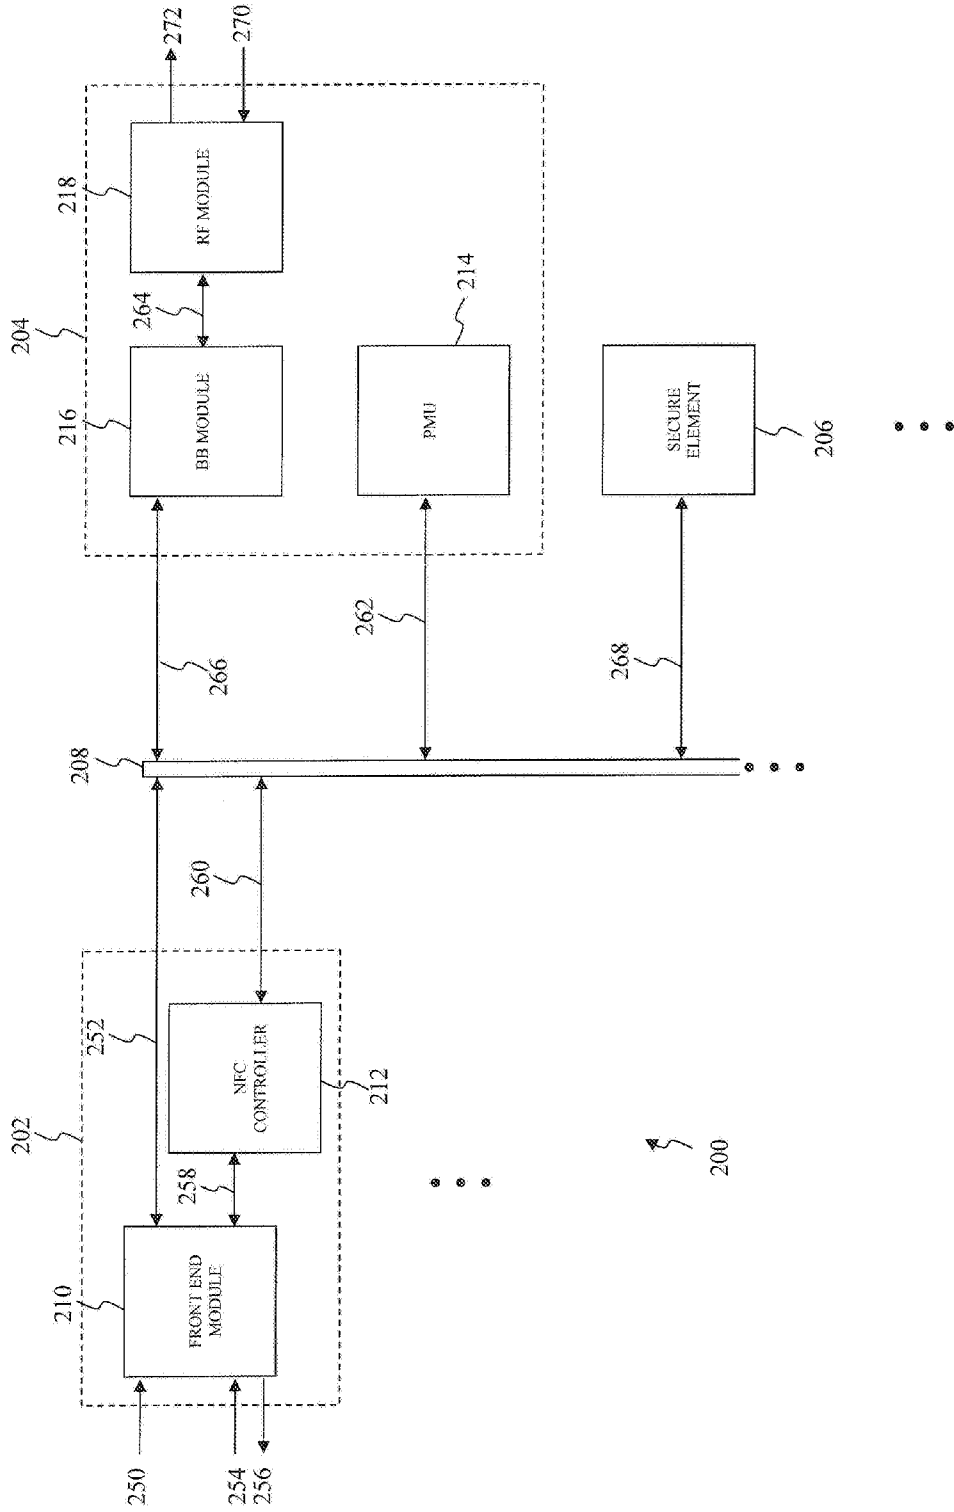 202
204
210
208
216
218
252
250
264
272
258
260
FRONT END
MODULE
BB MODULE
RF MODULE
266
254
270
NFC
CONTROLLER
256
262
212
PMU
214
268
SECURE
ELEMENT
200
206